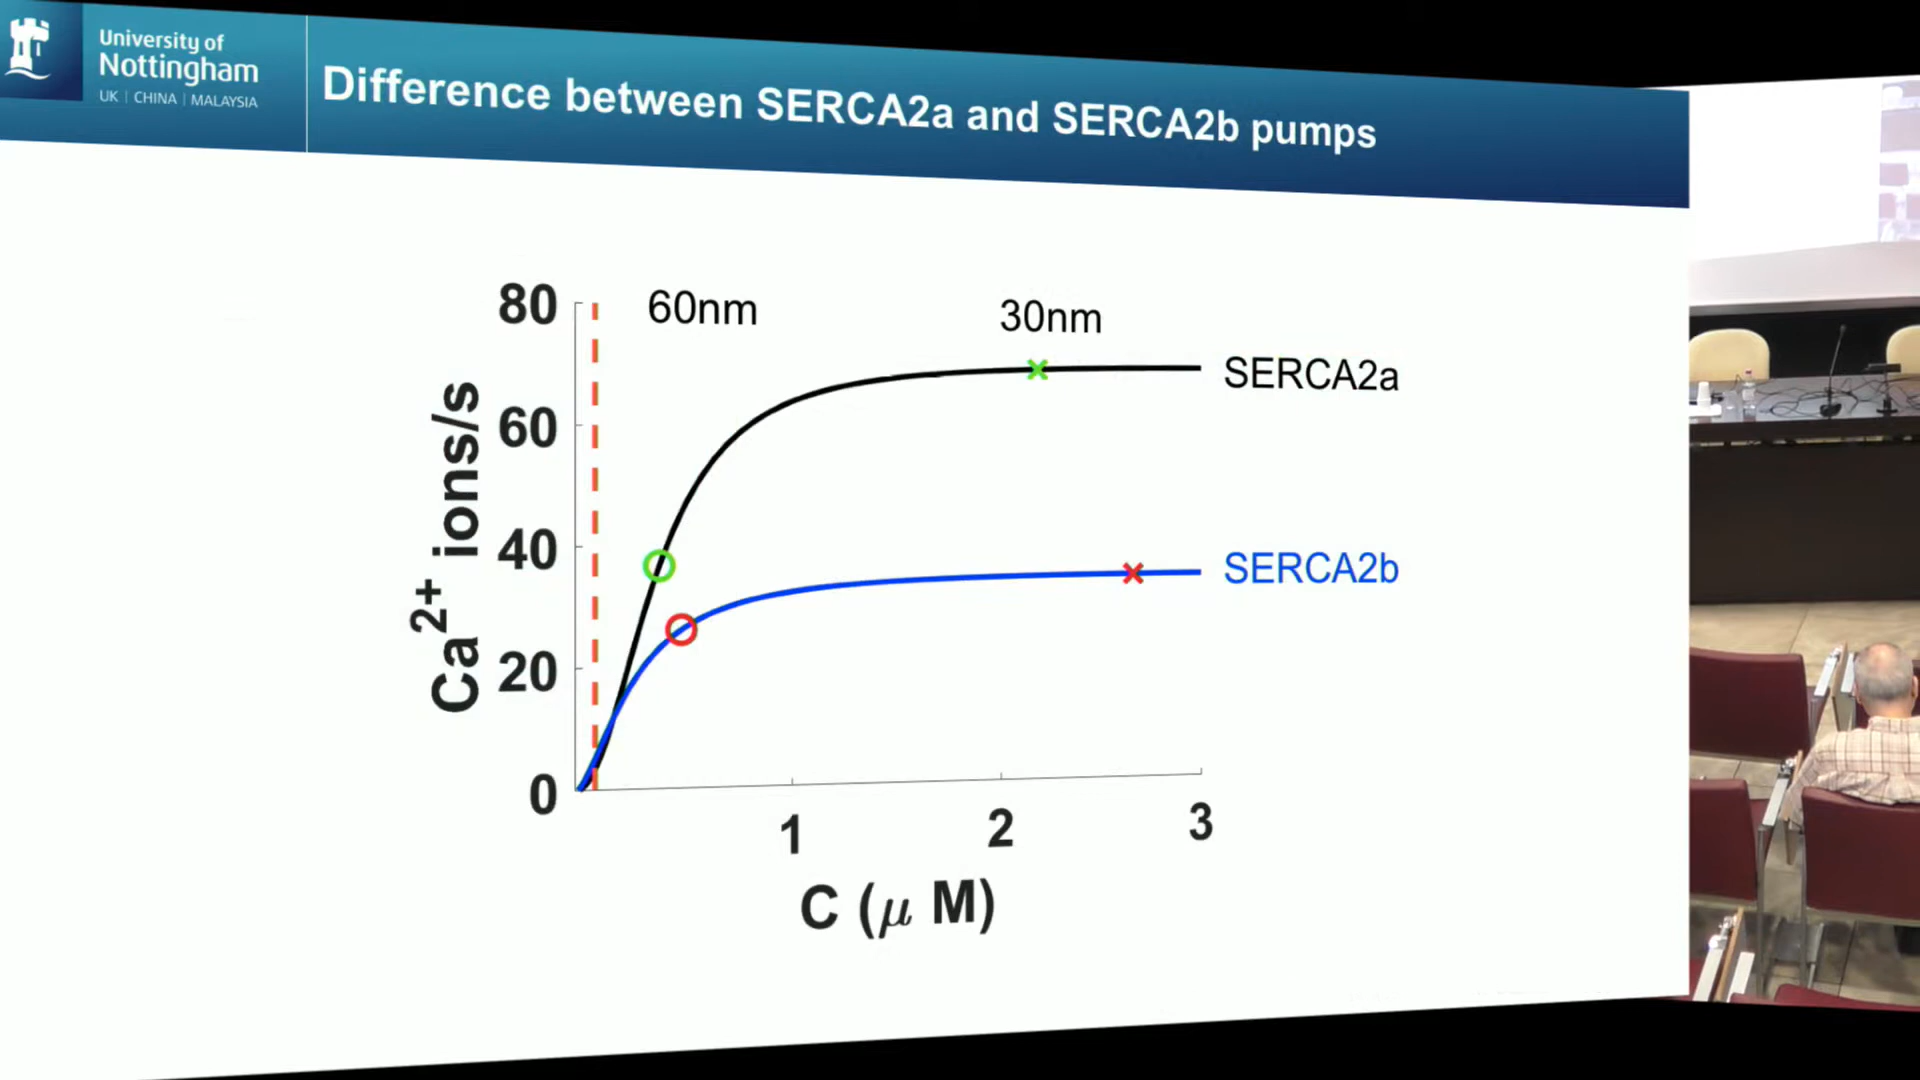 University of
Nottingham
UK | CHINA | MALAYSIA
Difference between SERCA2a and SERCA2b pumps
80
60
40
20
0
Ca2+ ions/s
60nm
30nm
SERCA2a
SERCA2b
1
2
3
C (μ M)